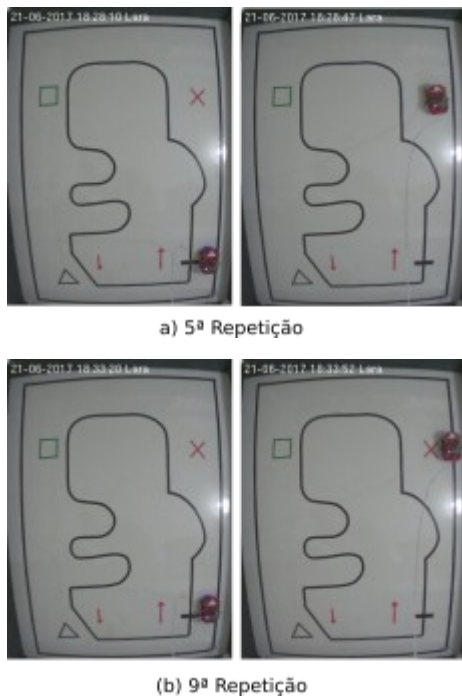 21-06-2017 18:28:10 Lara
21-06-2017 18:28:47 Lara
a) 5ª Repetição
21-06-2017 18:33:20 Lara
21-06-2017 18:33:52 Lara
(b) 9ª Repetição